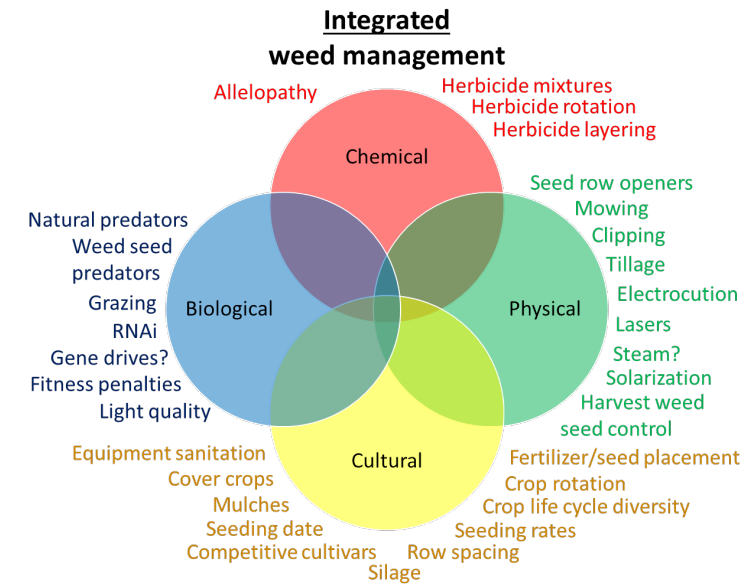 Integrated
weed management
Allelopathy
Herbicide mixtures
Herbicide rotation
Herbicide layering
Chemical
Seed row openers
Mowing
Clipping
Tillage
Electrocution
Lasers
Steam?
Solarization
Harvest weed
seed control
Physical
Natural predators
Weed seed
predators
Grazing
RNAi
Gene drives?
Fitness penalties
Light quality
Biological
Cultural
Equipment sanitation
Cover crops
Mulches
Seeding date
Competitive cultivars
Silage
Row spacing
Seeding rates
Crop life cycle diversity
Crop rotation
Fertilizer/seed placement